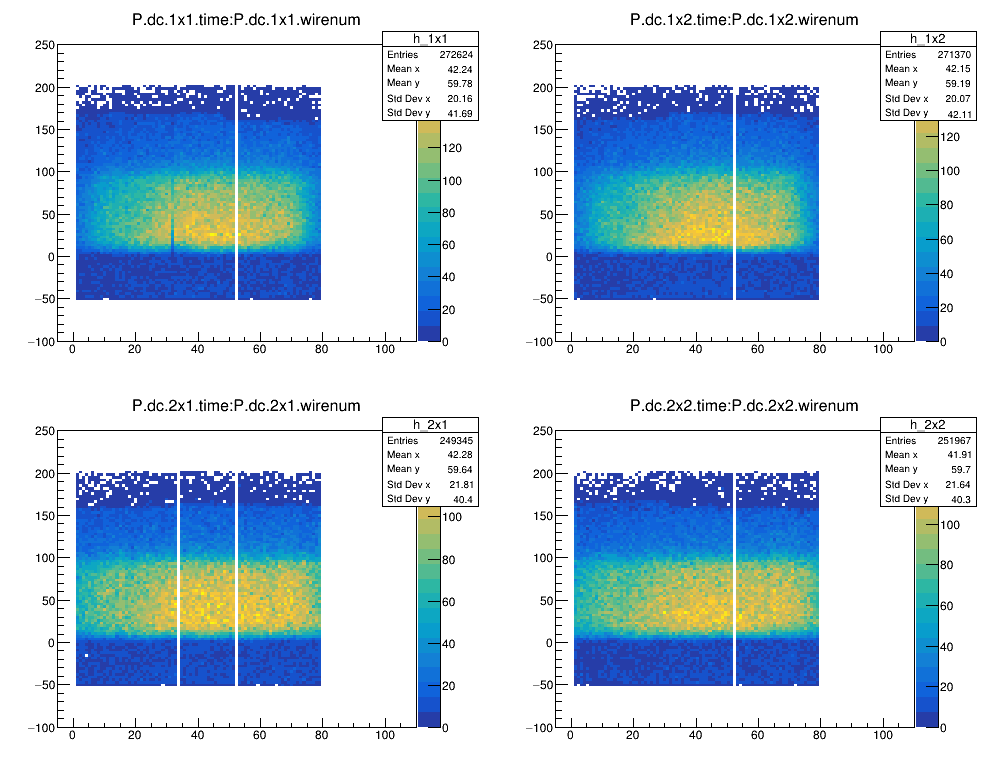 P.dc.1x1.time:P.dc.1x1.wirenum
h_1x1
Entries 272624
Mean x 42.24
Mean y 59.78
Std Dev x 20.16
Std Dev y 41.69
250
200
150
100
50
0
−50
−100
0 20 40 60 80 100
120
100
80
60
40
20
0
P.dc.1x2.time:P.dc.1x2.wirenum
h_1x2
Entries 271370
Mean x 42.15
Mean y 59.19
Std Dev x 20.07
Std Dev y 42.11
250
200
150
100
50
0
−50
−100
0 20 40 60 80 100
120
100
80
60
40
20
0
P.dc.2x1.time:P.dc.2x1.wirenum
h_2x1
Entries 249345
Mean x 42.28
Mean y 59.64
Std Dev x 21.81
Std Dev y 40.4
250
200
150
100
50
0
−50
−100
0 20 40 60 80 100
100
80
60
40
20
0
P.dc.2x2.time:P.dc.2x2.wirenum
h_2x2
Entries 251967
Mean x 41.91
Mean y 59.7
Std Dev x 21.64
Std Dev y 40.3
250
200
150
100
50
0
−50
−100
0 20 40 60 80 100
100
80
60
40
20
0